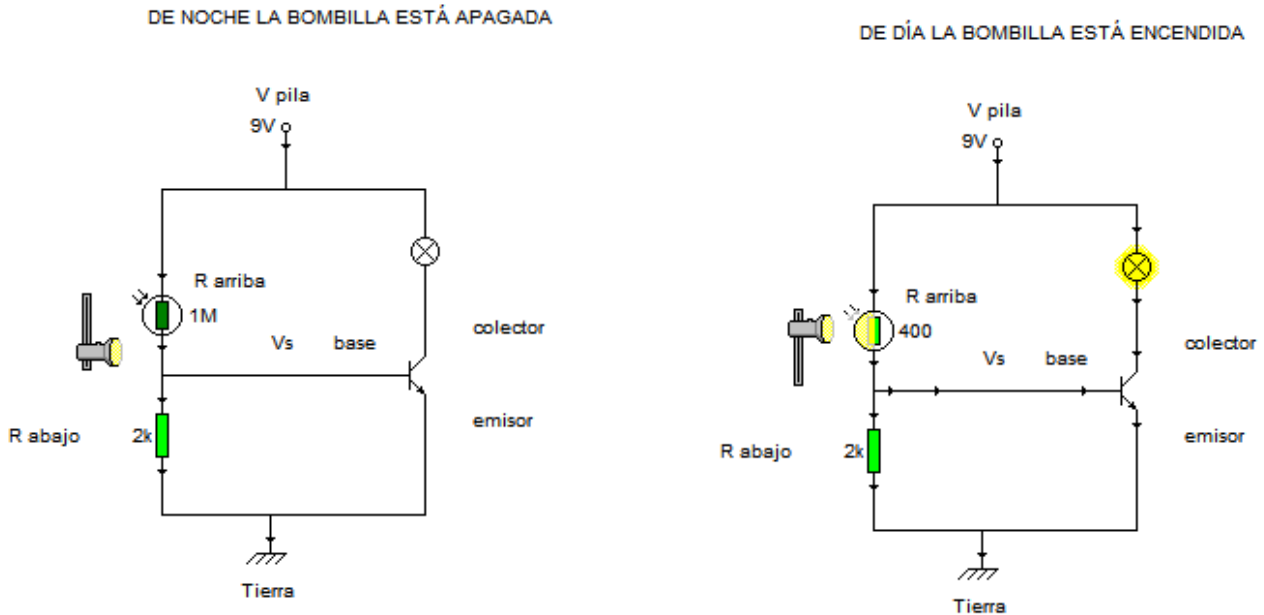 DE NOCHE LA BOMBILLA ESTÁ APAGADA
V pila
9V
R arriba
1M
Vs base
colector
R abajo 2k
emisor
Tierra
DE DÍA LA BOMBILLA ESTÁ ENCENDIDA
V pila
9V
R arriba
400
Vs base
colector
R abajo 2k
emisor
Tierra